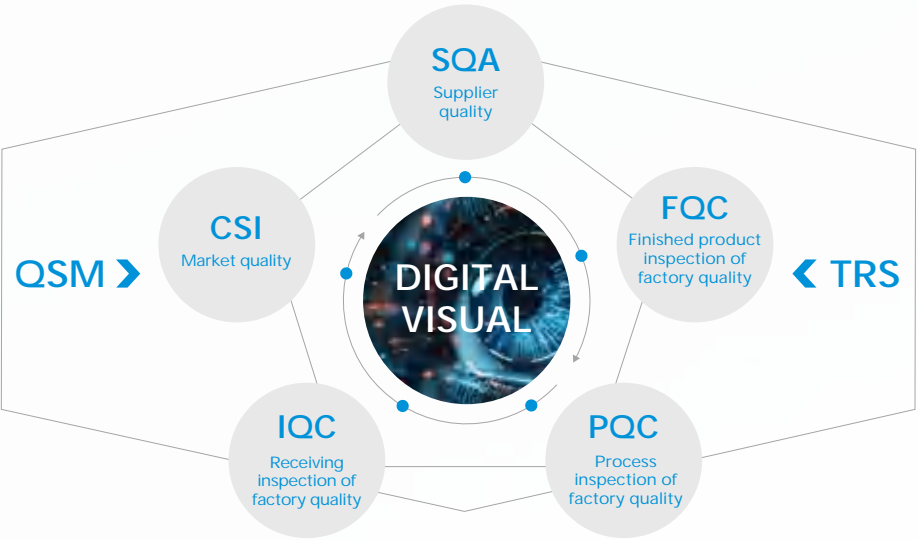 SQA
Supplier
quality
CSI
Market quality
FQC
Finished product
inspection of
factory quality
QSM
DIGITAL
VISUAL
TRS
IQC
Receiving
inspection of
factory quality
PQC
Process
inspection of
factory quality